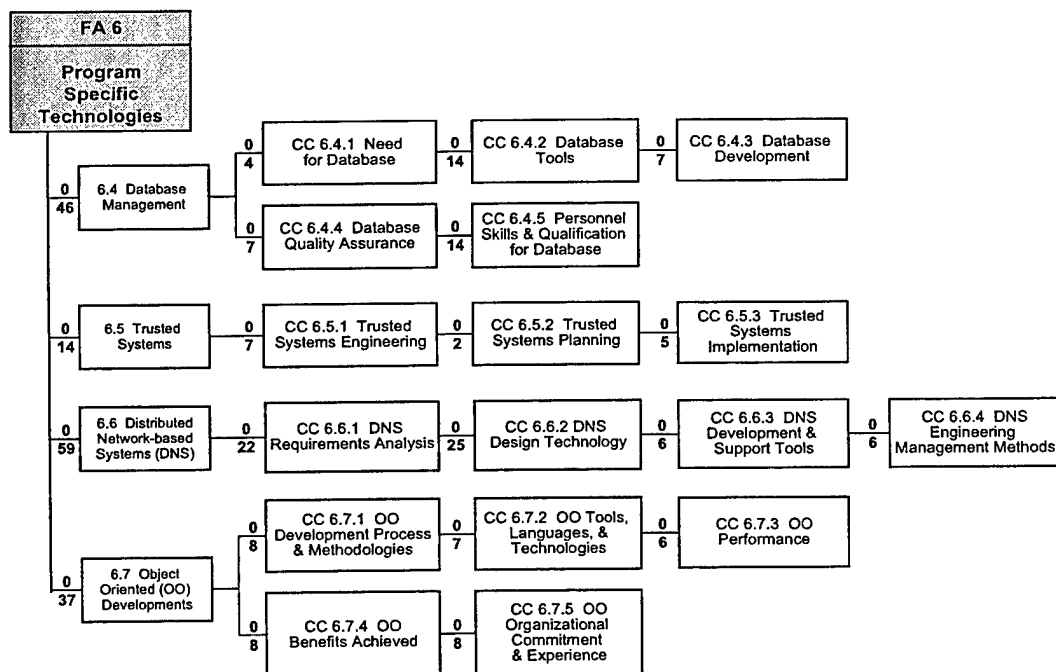 FA 6
Program
Specific
Technologies
0
46
6.4 Database
Management
0
4
CC 6.4.1 Need
for Database
0
14
CC 6.4.2 Database
Tools
0
7
CC 6.4.3 Database
Development
0
7
CC 6.4.4 Database
Quality Assurance
0
14
CC 6.4.5 Personnel
Skills & Qualification
for Database
0
14
6.5 Trusted
Systems
0
7
CC 6.5.1 Trusted
Systems Engineering
0
2
CC 6.5.2 Trusted
Systems Planning
0
5
CC 6.5.3 Trusted
Systems
Implementation
0
59
6.6 Distributed
Network-based
Systems (DNS)
0
22
CC 6.6.1 DNS
Requirements Analysis
0
25
CC 6.6.2 DNS
Design Technology
0
6
CC 6.6.3 DNS
Development &
Support Tools
0
6
CC 6.6.4 DNS
Engineering
Management Methods
0
37
6.7 Object
Oriented (OO)
Developments
0
8
CC 6.7.1 OO
Development Process
& Methodologies
0
7
CC 6.7.2 OO Tools,
Languages, &
Technologies
0
6
CC 6.7.3 OO
Performance
0
8
CC 6.7.4 OO
Benefits Achieved
0
8
CC 6.7.5 OO
Organizational
Commitment
& Experience